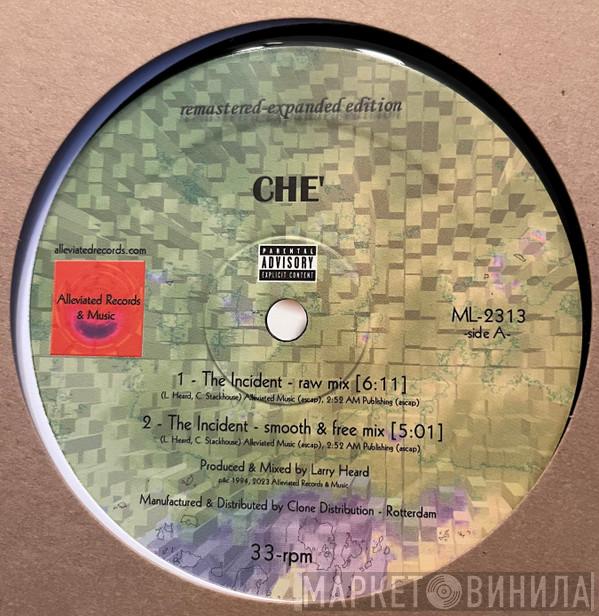 remastered-expanded edition
CHE'
alleviatedrecords.com
PARENTAL
ADVISORY
EXPLICIT CONTENT
Alleviated Records
& Music
ML-2313
-side A-
1 - The Incident - raw mix [6:11]
(L. Heard, C. Stackhouse) Alleviated Music (ascap), 2:52 AM Publishing (ascap)
2 - The Incident - smooth & free mix [5:01]
(L. Heard, C. Stackhouse) Alleviated Music (ascap), 2:52 AM Publishing (ascap)
Produced & Mixed by Larry Heard
p&c 1994, 2023 Alleviated Records & Music
Manufactured & Distributed by Clone Distribution - Rotterdam
33-rpm
МАРКЕТ ВИНИЛА